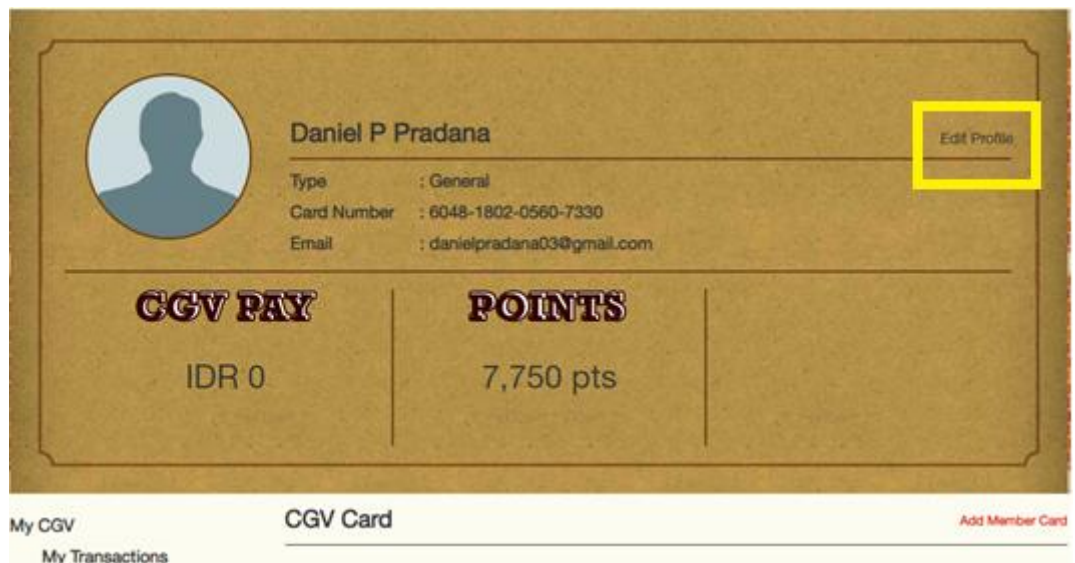 Daniel P Pradana
Edit Profile
Type : General
Card Number : 6048-1802-0560-7330
Email : danielpradana03@gmail.com
CGV PAY
POINTS
IDR 0
7,750 pts
My CGV
CGV Card
Add Member Card
My Transactions